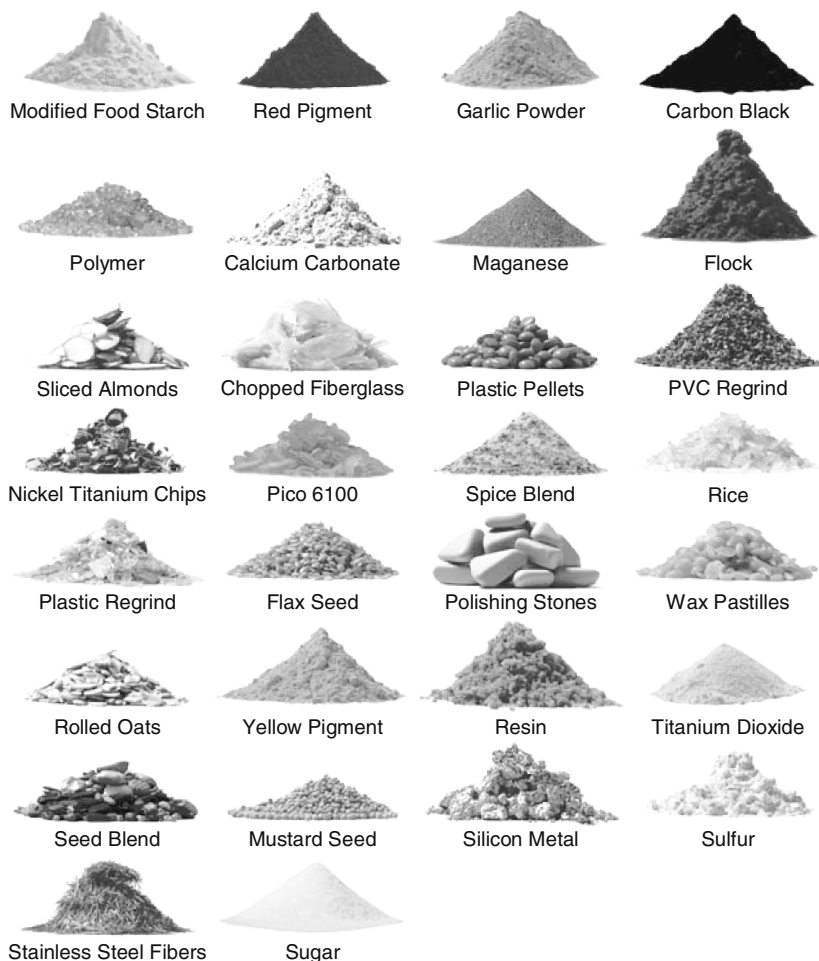 Modified Food Starch
Red Pigment
Garlic Powder
Carbon Black
Polymer
Calcium Carbonate
Maganese
Flock
Sliced Almonds
Chopped Fiberglass
Plastic Pellets
PVC Regrind
Nickel Titanium Chips
Pico 6100
Spice Blend
Rice
Plastic Regrind
Flax Seed
Polishing Stones
Wax Pastilles
Rolled Oats
Yellow Pigment
Resin
Titanium Dioxide
Seed Blend
Mustard Seed
Silicon Metal
Sulfur
Stainless Steel Fibers
Sugar